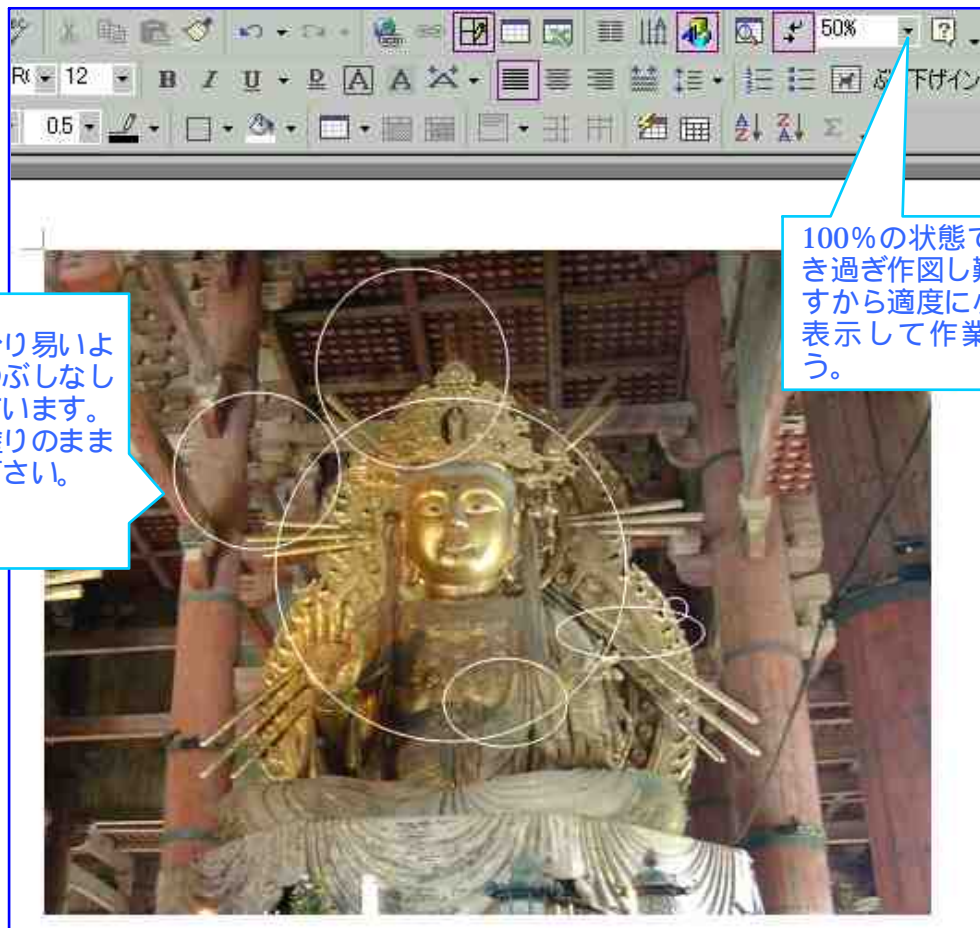 50%
12
B I U
A A
下げイン
0.5
100%の状態で
き過ぎ作図し難
すから適度に
表示して作業
う。
り易いよ
ぶしなし
います。
塗りのまま
さい。